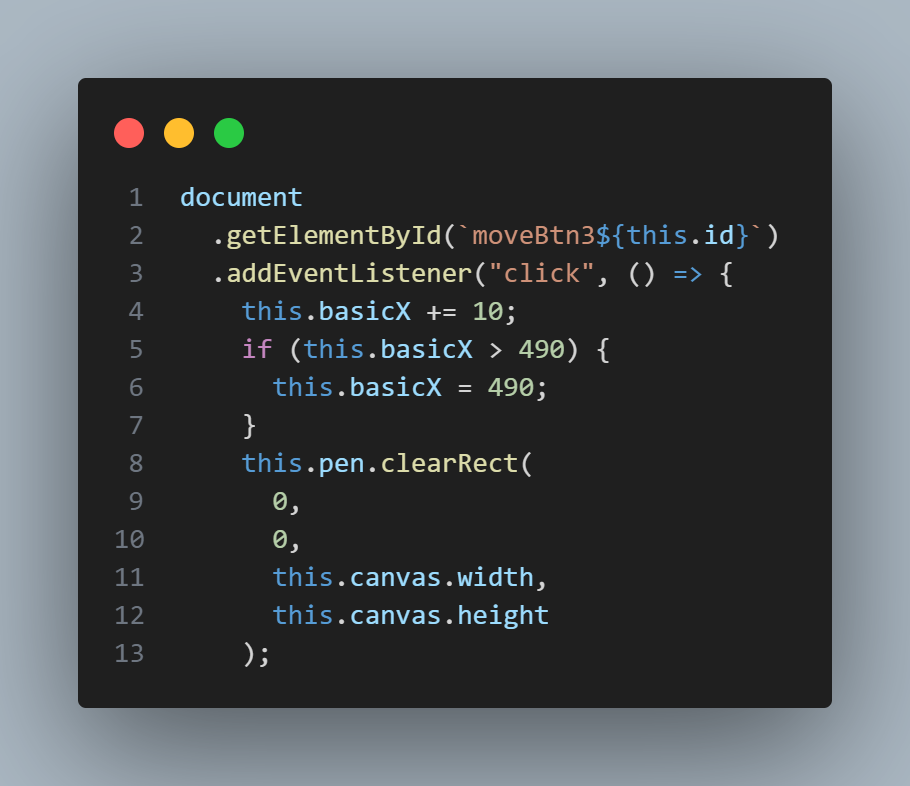 1 document
2   .getElementById(`moveBtn3${this.id}`)
3   .addEventListener("click", () => {
4     this.basicX += 10;
5     if (this.basicX > 490) {
6       this.basicX = 490;
7     }
8     this.pen.clearRect(
9       0,
10       0,
11       this.canvas.width,
12       this.canvas.height
13     );